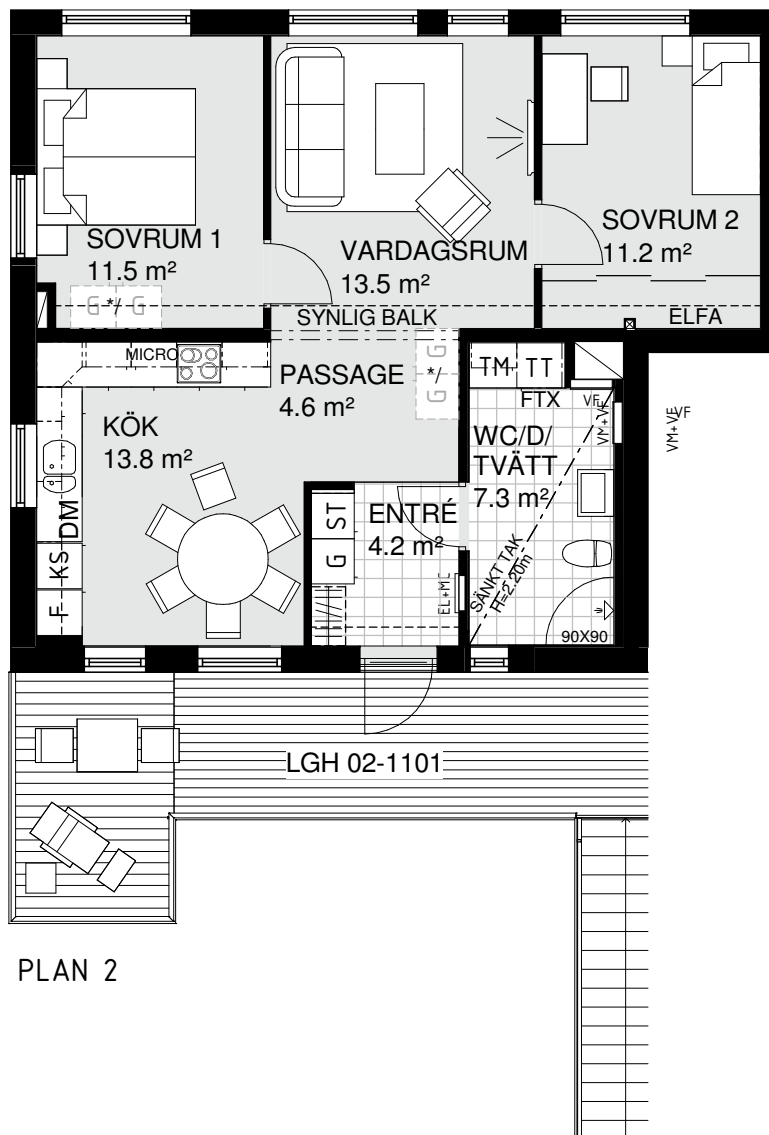 SOVRUM 1
11.5 m²
VARDAGSRUM
13.5 m²
SOVRUM 2
11.2 m²
G */ G
SYNLIG BALK
ELFA
MICRO
PASSAGE
4.6 m²
G
*/
G
TM
TT
FTX
VF
VM+VF
VM+VF
VF
KÖK
13.8 m²
WC/D/
TVÄTT
7.3 m²
DM
KS
F
ST
G
ENTRÉ
4.2 m²
EL+MC
SÄNKT TAK
H=2.20m
90X90
LGH 02-1101
PLAN 2